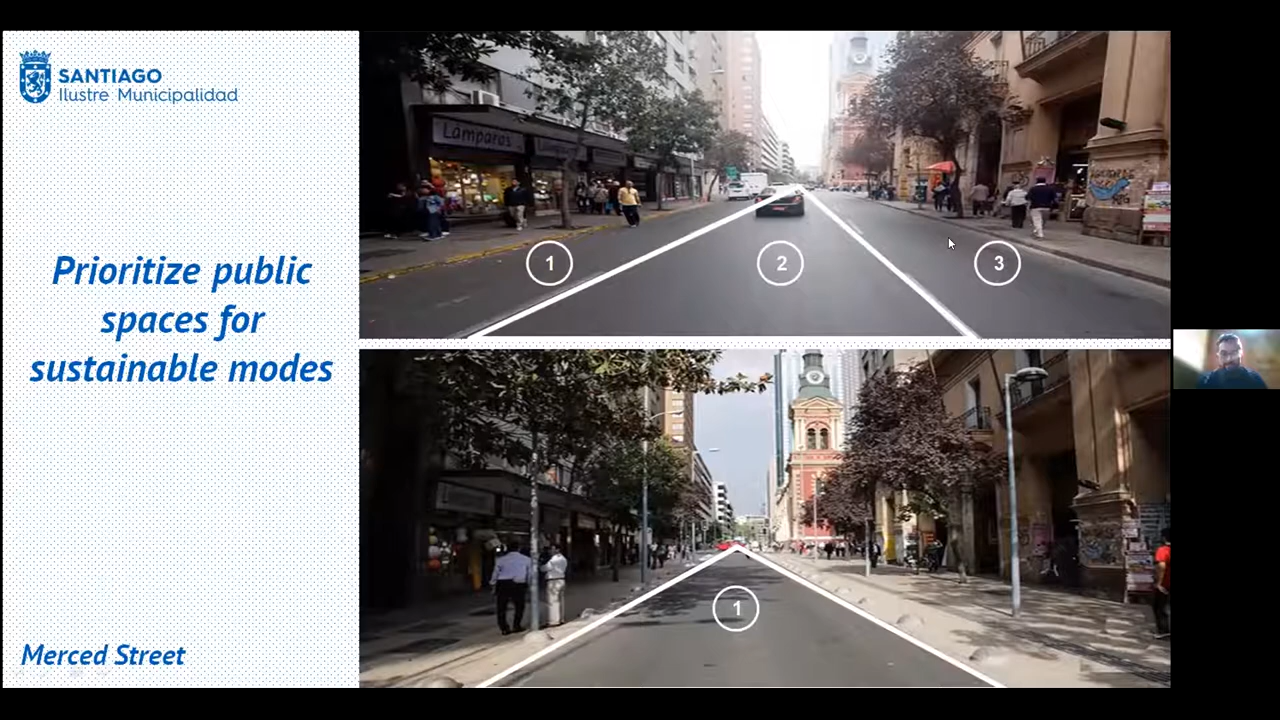 SANTIAGO
Ilustre Municipalidad
Prioritize public
spaces for
sustainable modes
Merced Street
Lámparas
1
2
3
1